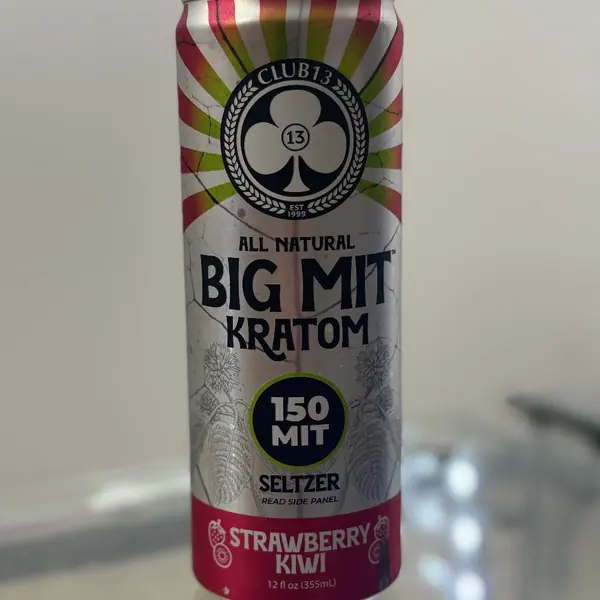 CLUB13
13
EST
1999
ALL NATURAL
BIG MIT™
KRATOM
150
MIT
SELTZER
READ SIDE PANEL
STRAWBERRY
KIWI
12 fl oz (355mL)